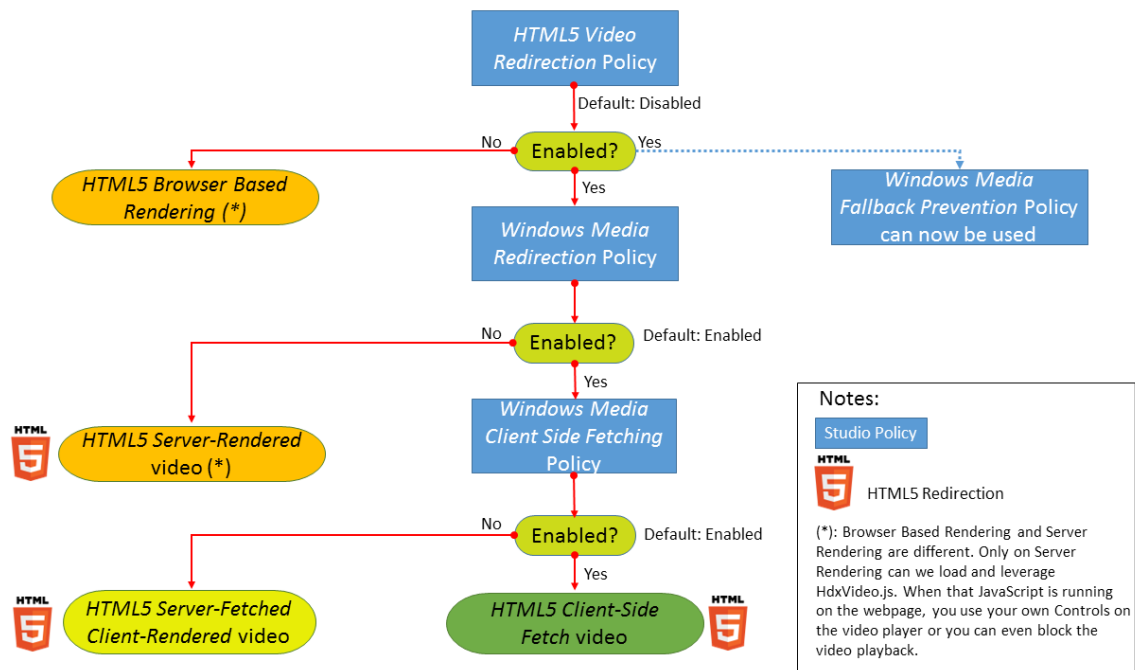 HTML5 Video
Redirection Policy
Default: Disabled
No
Enabled?
Yes
HTML5 Browser Based
Rendering (*)
Yes
Windows Media
Fallback Prevention Policy
can now be used
Windows Media
Redirection Policy
No
Enabled?
Default: Enabled
Yes
HTML
5
HTML5 Server-Rendered
video (*)
Windows Media
Client Side Fetching
Policy
No
Enabled?
Default: Enabled
Yes
HTML
5
HTML5 Server-Fetched
Client-Rendered video
HTML5 Client-Side
Fetch video
HTML
5
Notes:
Studio Policy
HTML
5
HTML5 Redirection
(*): Browser Based Rendering and Server
Rendering are different. Only on Server
Rendering can we load and leverage
HdxVideo.js. When that JavaScript is running
on the webpage, you use your own Controls on
the video player or you can even block the
video playback.